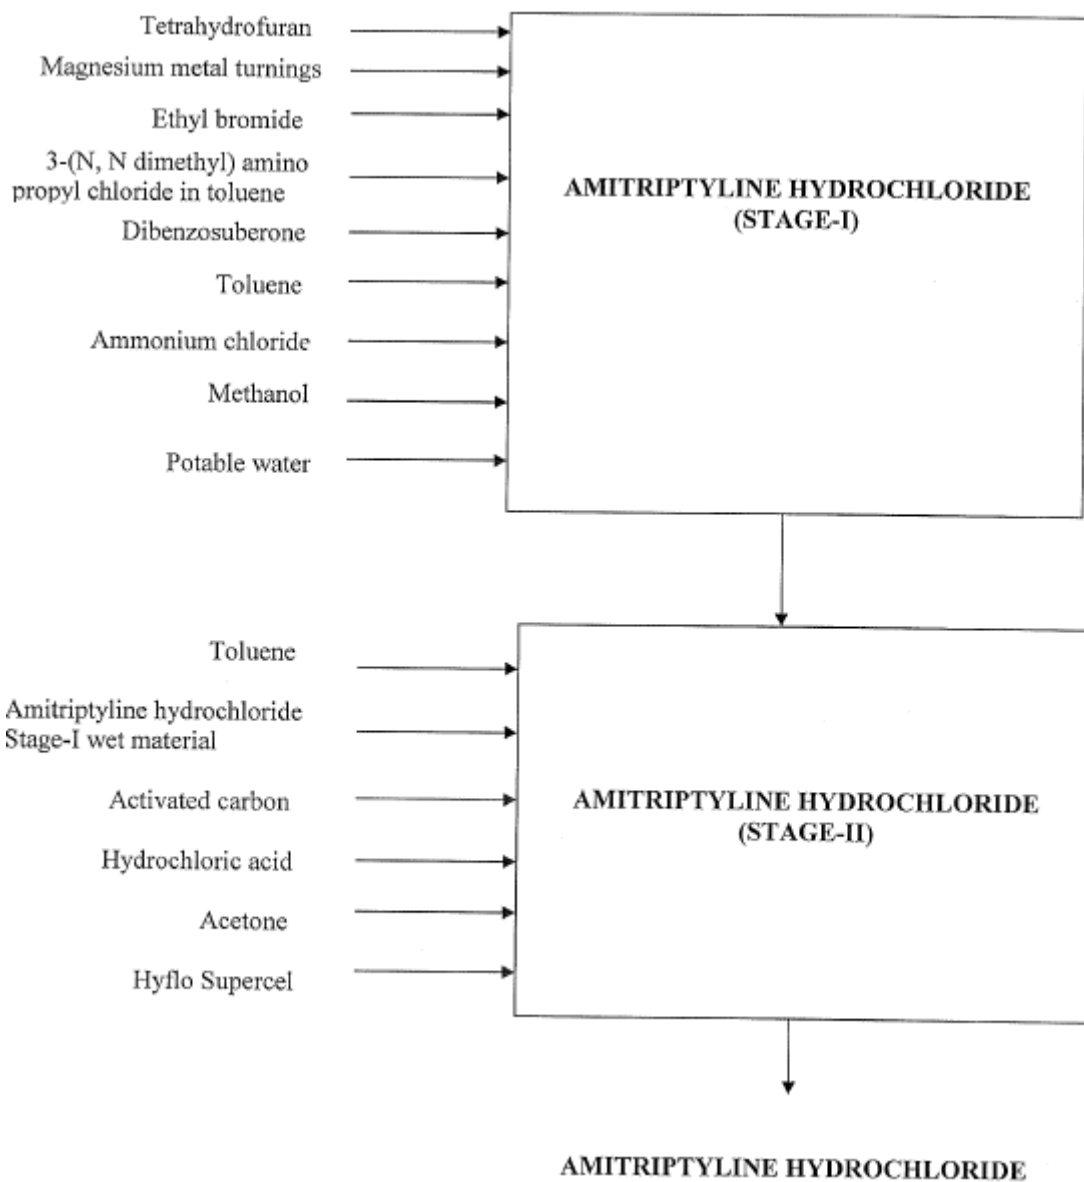 Tetrahydrofuran
Magnesium metal turnings
Ethyl bromide
3-(N, N dimethyl) amino
propyl chloride in toluene
Dibenzosuberone
Toluene
Ammonium chloride
Methanol
Potable water
AMITRIPTYLINE HYDROCHLORIDE
(STAGE-I)
Toluene
Amitriptyline hydrochloride
Stage-I wet material
Activated carbon
Hydrochloric acid
Acetone
Hyflo Supercel
AMITRIPTYLINE HYDROCHLORIDE
(STAGE-II)
AMITRIPTYLINE HYDROCHLORIDE